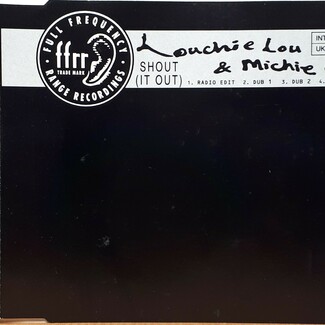 FULL FREQUENCY
ffrr
TRADE MARK
RANGE RECORDINGS
Louchie Lou
& Michie
SHOUT
(IT OUT)
1. RADIO EDIT 2. DUB 1 3. DUB 2 4.
INT
UK